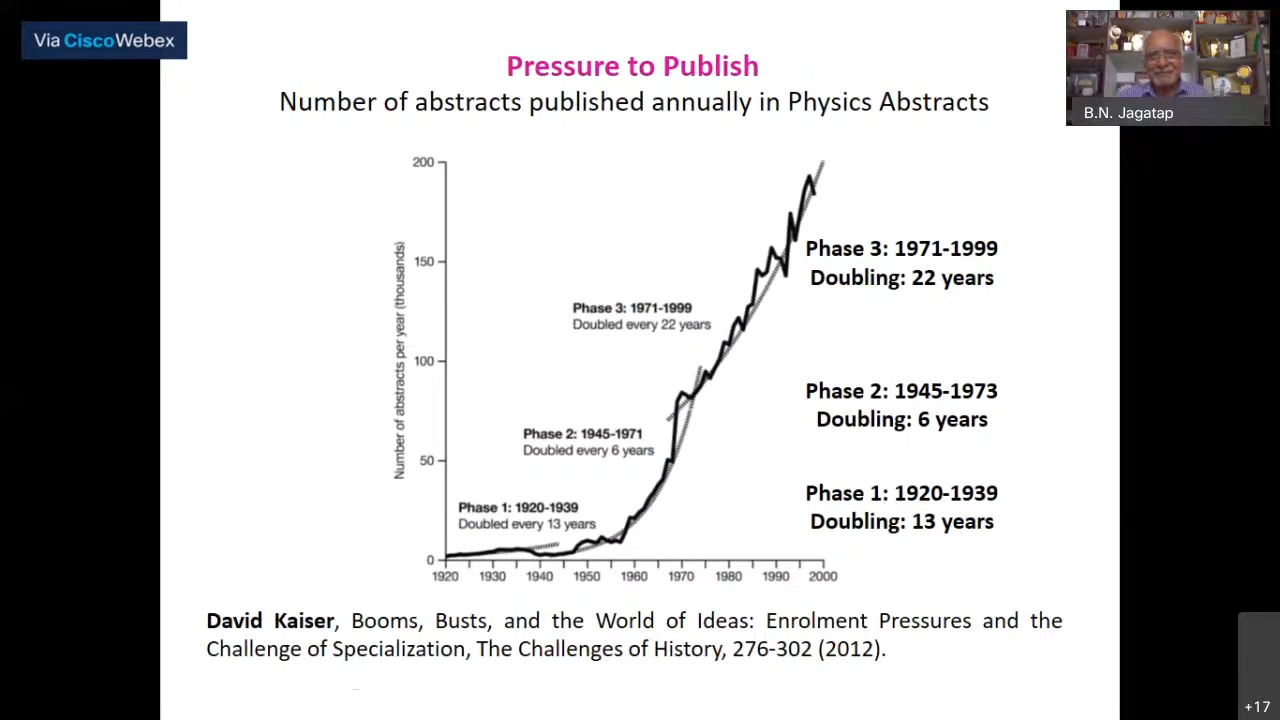 Via CiscoWebex
Pressure to Publish
Number of abstracts published annually in Physics Abstracts
B.N. Jagatap
Number of abstracts per year (thousands)
200
150
100
50
0
1920 1930 1940 1950 1960 1970 1980 1990 2000
Phase 3: 1971-1999
Doubled every 22 years
Phase 2: 1945-1971
Doubled every 6 years
Phase 1: 1920-1939
Doubled every 13 years
Phase 3: 1971-1999
Doubling: 22 years
Phase 2: 1945-1973
Doubling: 6 years
Phase 1: 1920-1939
Doubling: 13 years
David Kaiser, Booms, Busts, and the World of Ideas: Enrolment Pressures and the
Challenge of Specialization, The Challenges of History, 276-302 (2012).
+17